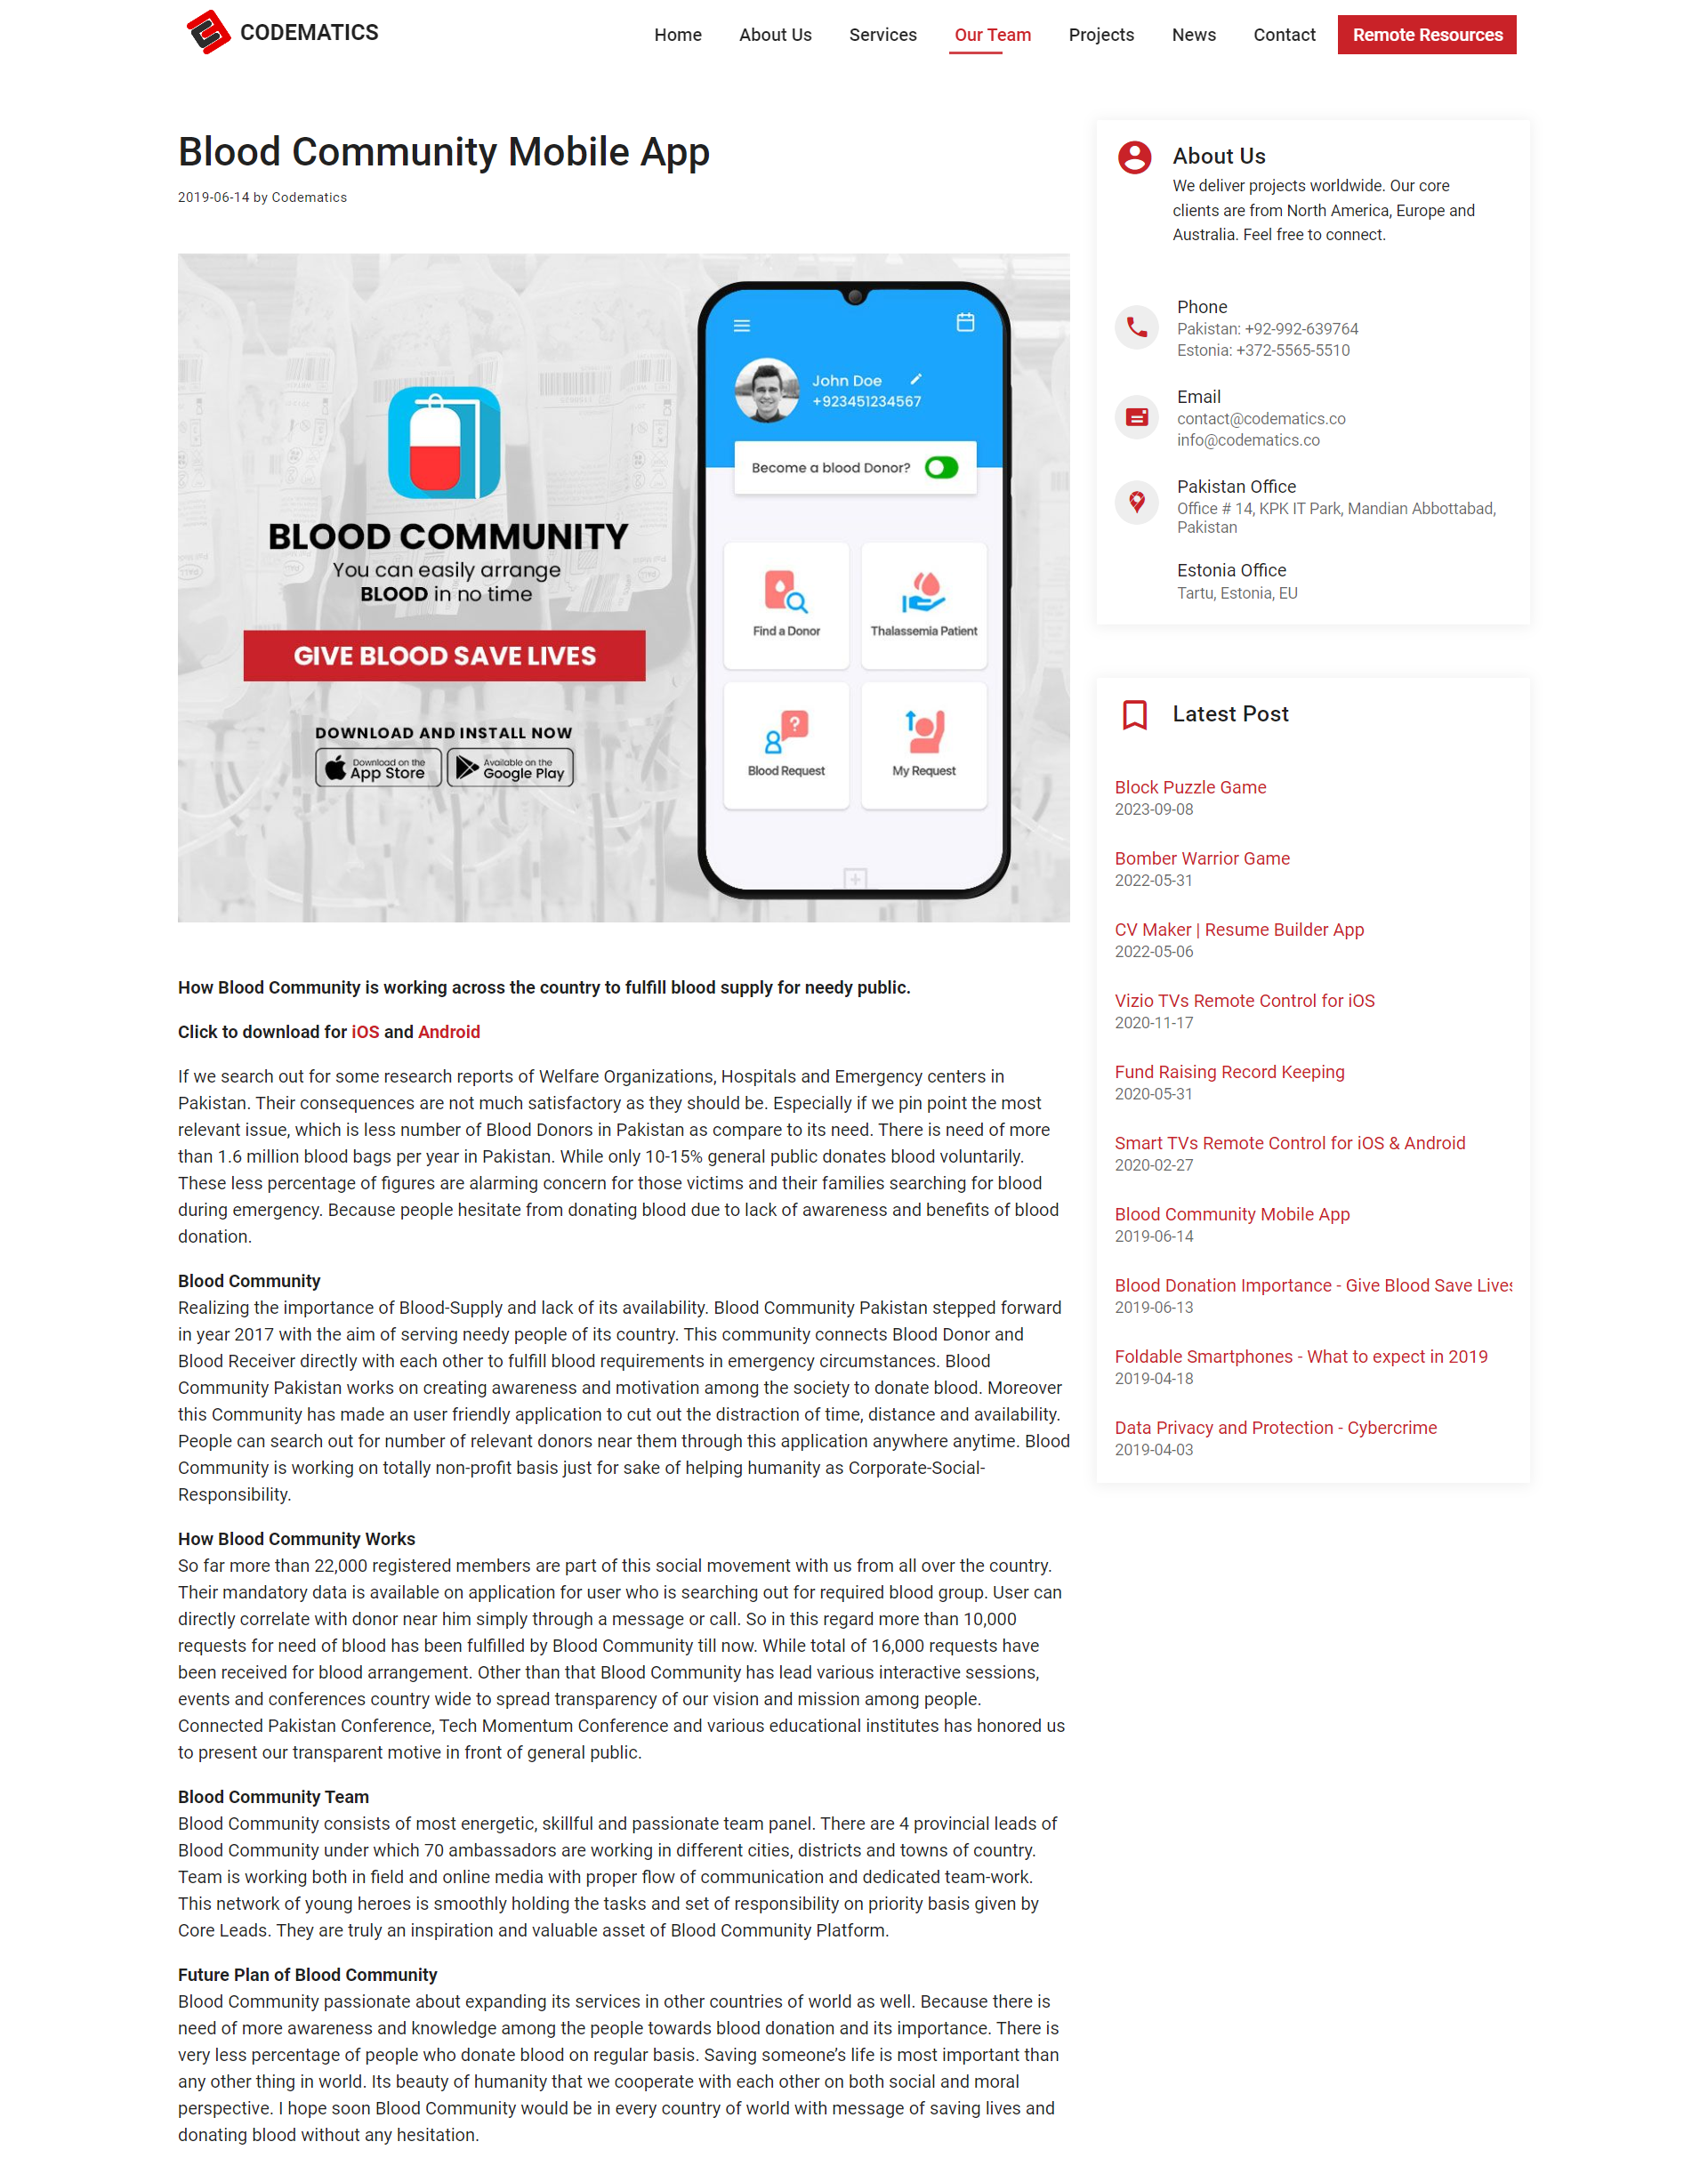 CODEMATICS
Home
About Us
Services
Our Team
Projects
News
Contact
Remote Resources
Blood Community Mobile App
2019-06-14 by Codematics
BLOOD COMMUNITY
You can easily arrange
BLOOD in no time
GIVE BLOOD SAVE LIVES
DOWNLOAD AND INSTALL NOW
Download on the
App Store
Available on the
Google Play
John Doe
+923451234567
Become a blood Donor?
Find a Donor
Thalassemia Patient
Blood Request
My Request
How Blood Community is working across the country to fulfill blood supply for needy public.
Click to download for iOS and Android
If we search out for some research reports of Welfare Organizations, Hospitals and Emergency centers in
Pakistan. Their consequences are not much satisfactory as they should be. Especially if we pin point the most
relevant issue, which is less number of Blood Donors in Pakistan as compare to its need. There is need of more
than 1.6 million blood bags per year in Pakistan. While only 10-15% general public donates blood voluntarily.
These less percentage of figures are alarming concern for those victims and their families searching for blood
during emergency. Because people hesitate from donating blood due to lack of awareness and benefits of blood
donation.
Blood Community
Realizing the importance of Blood-Supply and lack of its availability. Blood Community Pakistan stepped forward
in year 2017 with the aim of serving needy people of its country. This community connects Blood Donor and
Blood Receiver directly with each other to fulfill blood requirements in emergency circumstances. Blood
Community Pakistan works on creating awareness and motivation among the society to donate blood. Moreover
this Community has made an user friendly application to cut out the distraction of time, distance and availability.
People can search out for number of relevant donors near them through this application anywhere anytime. Blood
Community is working on totally non-profit basis just for sake of helping humanity as Corporate-Social-
Responsibility.
How Blood Community Works
So far more than 22,000 registered members are part of this social movement with us from all over the country.
Their mandatory data is available on application for user who is searching out for required blood group. User can
directly correlate with donor near him simply through a message or call. So in this regard more than 10,000
requests for need of blood has been fulfilled by Blood Community till now. While total of 16,000 requests have
been received for blood arrangement. Other than that Blood Community has lead various interactive sessions,
events and conferences country wide to spread transparency of our vision and mission among people.
Connected Pakistan Conference, Tech Momentum Conference and various educational institutes has honored us
to present our transparent motive in front of general public.
Blood Community Team
Blood Community consists of most energetic, skillful and passionate team panel. There are 4 provincial leads of
Blood Community under which 70 ambassadors are working in different cities, districts and towns of country.
Team is working both in field and online media with proper flow of communication and dedicated team-work.
This network of young heroes is smoothly holding the tasks and set of responsibility on priority basis given by
Core Leads. They are truly an inspiration and valuable asset of Blood Community Platform.
Future Plan of Blood Community
Blood Community passionate about expanding its services in other countries of world as well. Because there is
need of more awareness and knowledge among the people towards blood donation and its importance. There is
very less percentage of people who donate blood on regular basis. Saving someone’s life is most important than
any other thing in world. Its beauty of humanity that we cooperate with each other on both social and moral
perspective. I hope soon Blood Community would be in every country of world with message of saving lives and
donating blood without any hesitation.
About Us
We deliver projects worldwide. Our core
clients are from North America, Europe and
Australia. Feel free to connect.
Phone
Pakistan: +92-992-639764
Estonia: +372-5565-5510
Email
contact@codematics.co
info@codematics.co
Pakistan Office
Office # 14, KPK IT Park, Mandian Abbottabad,
Pakistan
Estonia Office
Tartu, Estonia, EU
Latest Post
Block Puzzle Game
2023-09-08
Bomber Warrior Game
2022-05-31
CV Maker | Resume Builder App
2022-05-06
Vizio TVs Remote Control for iOS
2020-11-17
Fund Raising Record Keeping
2020-05-31
Smart TVs Remote Control for iOS & Android
2020-02-27
Blood Community Mobile App
2019-06-14
Blood Donation Importance - Give Blood Save Lives
2019-06-13
Foldable Smartphones - What to expect in 2019
2019-04-18
Data Privacy and Protection - Cybercrime
2019-04-03